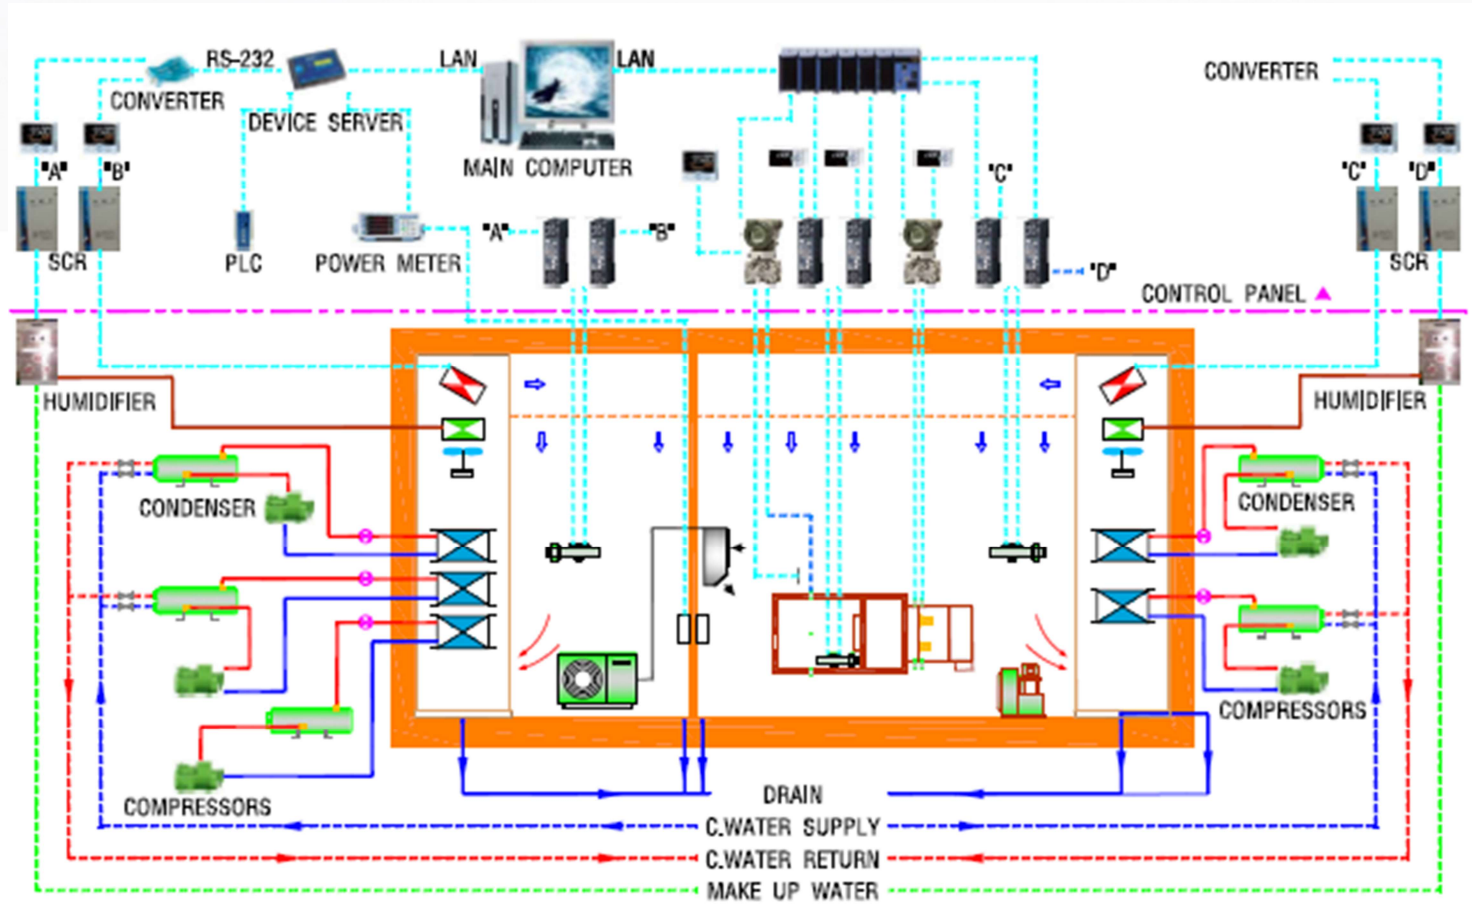 RS-232
LAN
LAN
CONVERTER
CONVERTER
DEVICE SERVER
MAIN COMPUTER
"A"
"B"
"C"
"C"
"D"
"A"
"B"
SCR
PLC
POWER METER
"D"
SCR
CONTROL PANEL
HUMIDIFIER
HUMIDIFIER
CONDENSER
CONDENSER
COMPRESSORS
COMPRESSORS
DRAIN
C.WATER SUPPLY
C.WATER RETURN
MAKE UP WATER